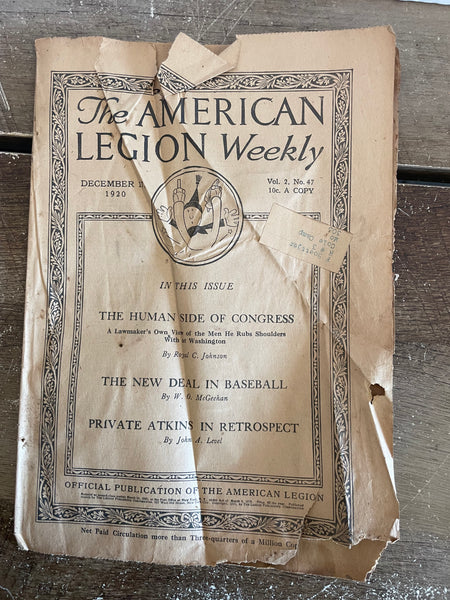 The AMERICAN
LEGION Weekly
DECEMBER
1920
Vol. 2, No. 47
10c. A COPY
IN THIS ISSUE
THE HUMAN SIDE OF CONGRESS
A Lawmaker's Own View of the Men He Rubs Shoulders
With at Washington
By Royal C. Johnson
THE NEW DEAL IN BASEBALL
By W. O. McGeehan
PRIVATE ATKINS IN RETROSPECT
By John A. Level
OFFICIAL PUBLICATION OF THE AMERICAN LEGION
Net Paid Circulation more than Three-quarters of a Million